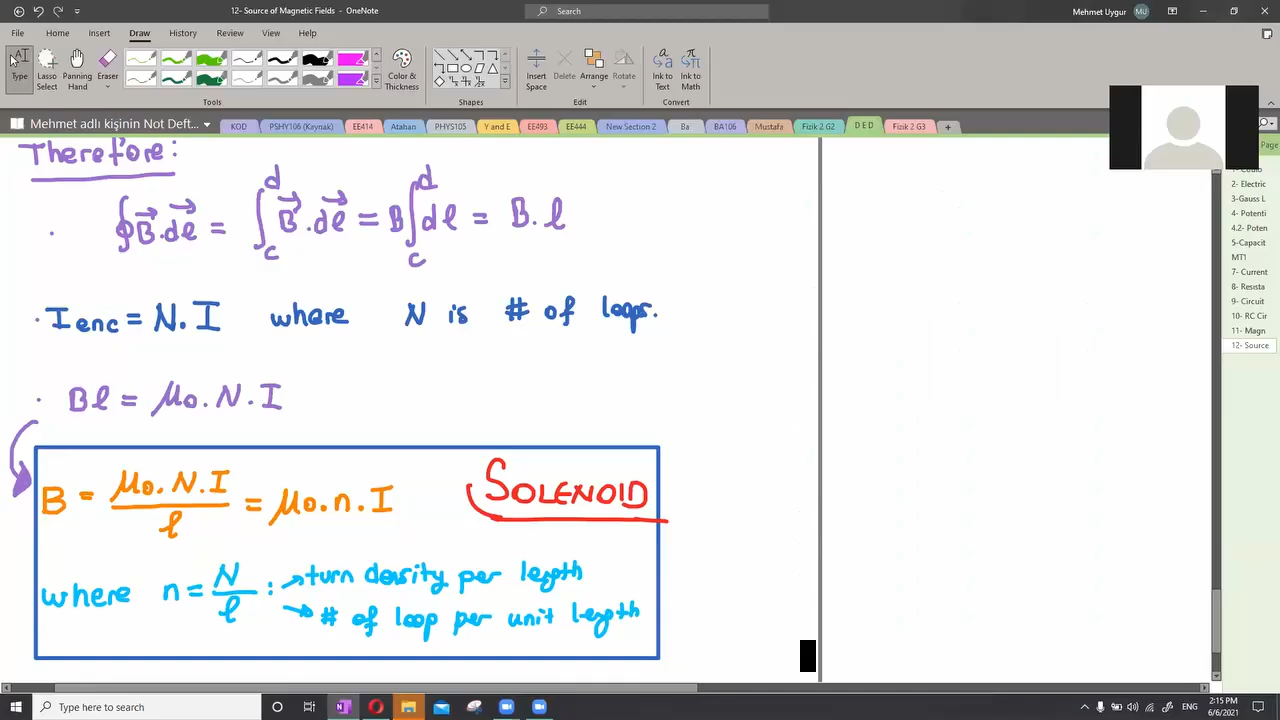 12- Source of Magnetic Fields - OneNote
Search
Mehmet Uygur
MU
File
Home
Insert
Draw
History
Review
View
Help
Type
Lasso Select
Panning Hand
Eraser
Color & Thickness
Insert Space
Delete
Arrange
Rotate
Ink to Text
Ink to Math
Tools
Shapes
Edit
Convert
Mehmet adlı kişinin Not Deft...
KOD
PSHY106 (Kaynak)
EE414
Atahan
PHYS105
Y and E
EE493
EE444
New Section 2
Ba
BA106
Mustafa
Fizik 2 G2
D E D
Fizik 2 G3
+
Page
2- Electric
3-Gauss L
4- Potenti
4.2- Poten
5-Capacit
MT1
7- Current
8- Resista
9- Circuit
10- RC Cir
11- Magn
12- Source
Therefore:
∮B⃗.dl⃗ = ∫_c^d B⃗.dl⃗ = B∫_c^d dl = B.l
· I enc = N.I where N is # of loops.
· Bl = μo.N.I
B = μo.N.I / l = μo.n.I
SOLENOID
where n = N/l : → turn density per length
→ # of loop per unit length
Type here to search
2:15 PM
6/6/2021